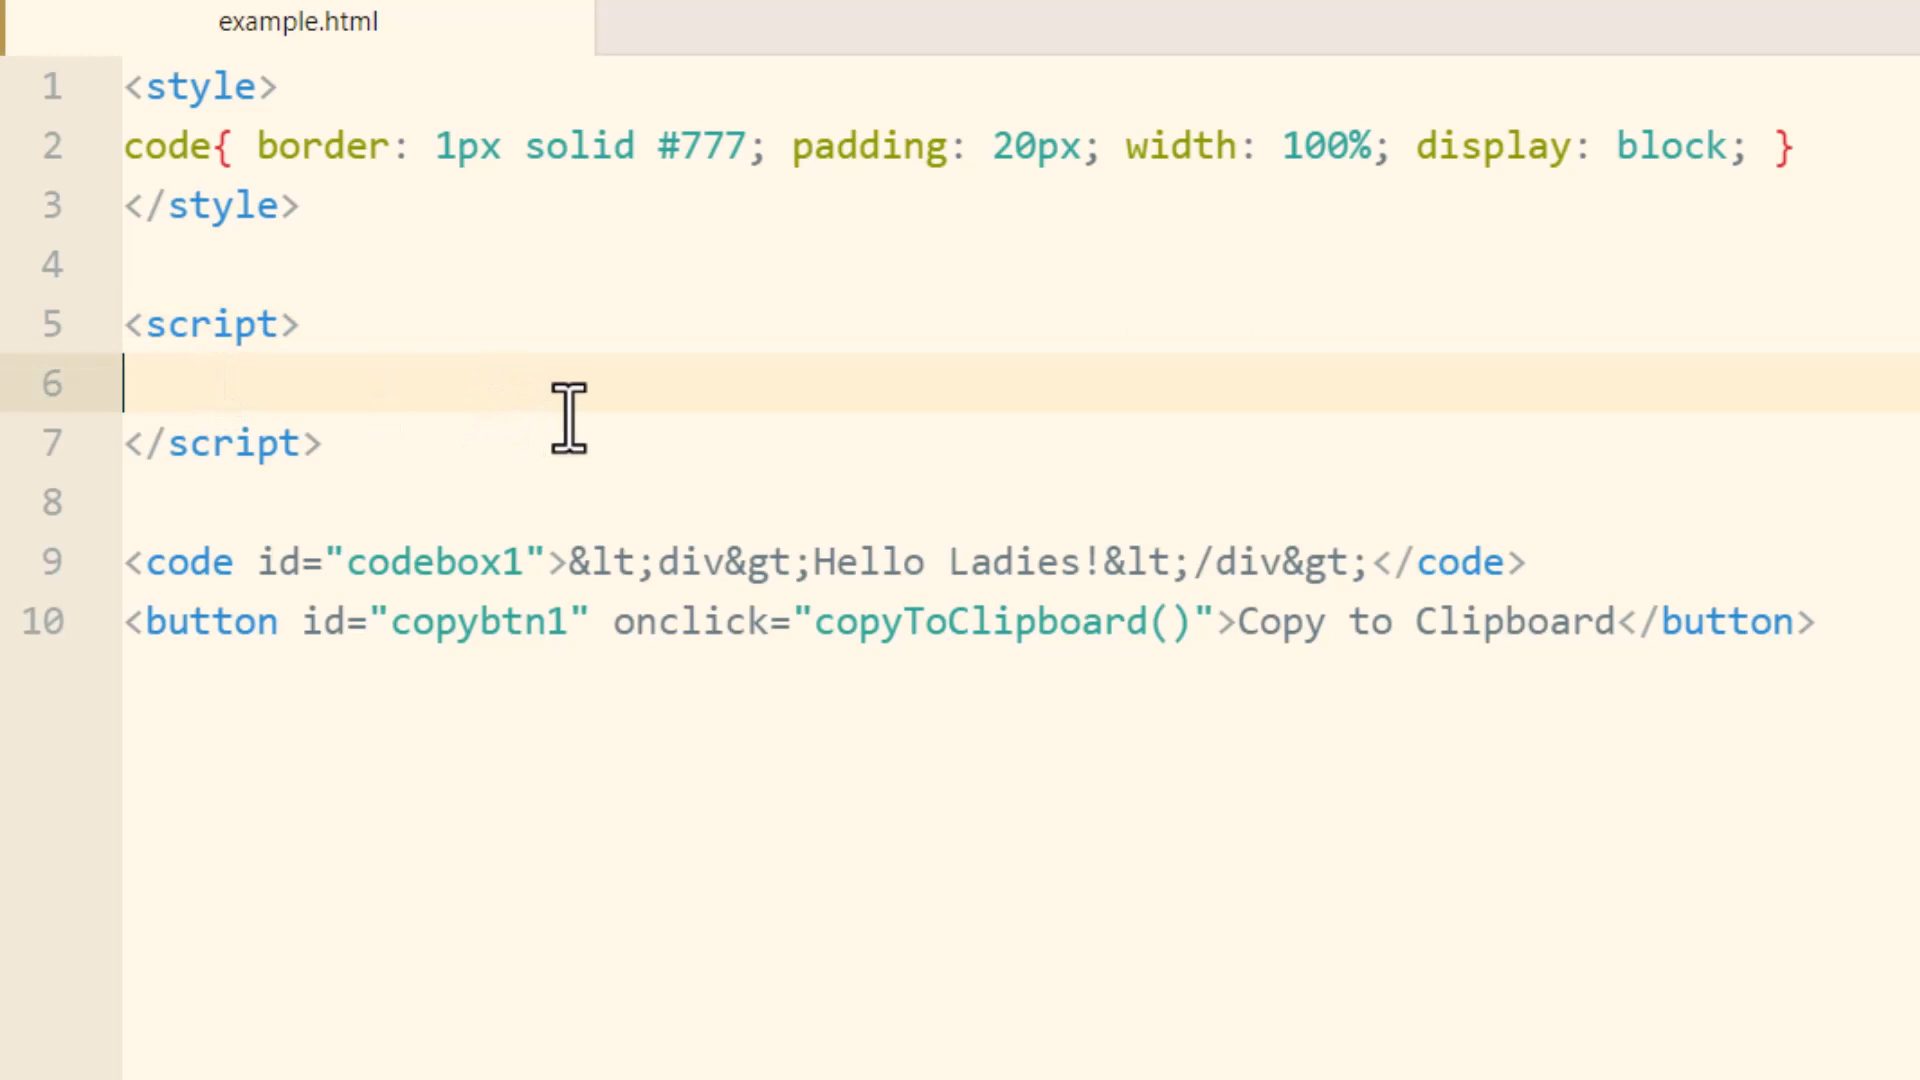 example.html
1 <style>
2 code{ border: 1px solid #777; padding: 20px; width: 100%; display: block; }
3 </style>
4
5 <script>
6
7 </script>
8
9 <code id="codebox1">&lt;div&gt;Hello Ladies!&lt;/div&gt;</code>
10 <button id="copybtn1" onclick="copyToClipboard()">Copy to Clipboard</button>